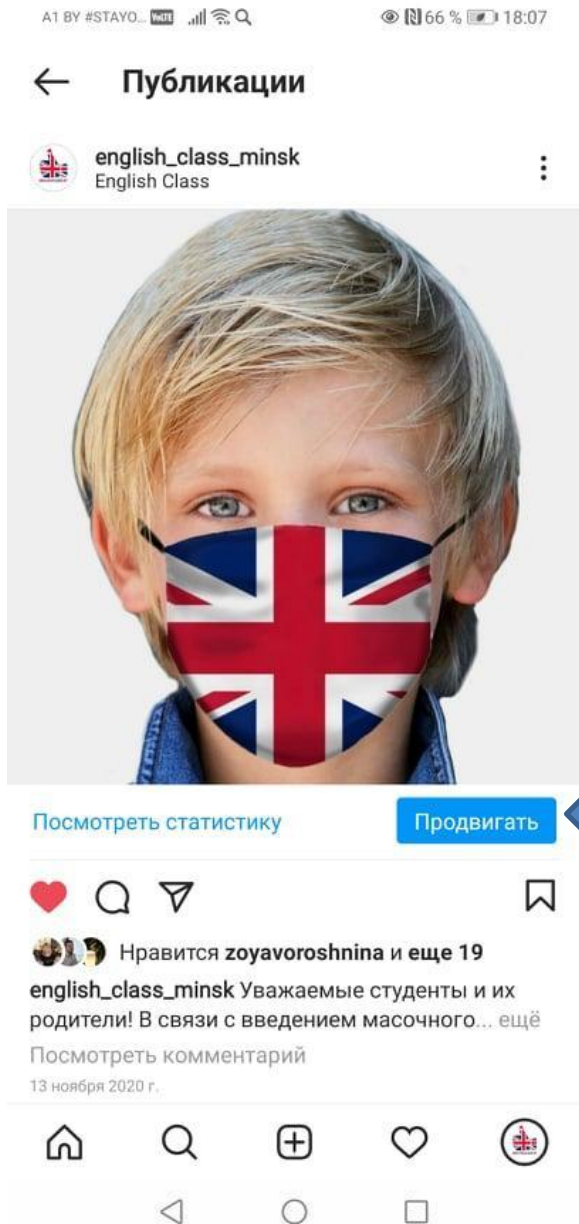 A1 BY #STAYO... VoLTE 66 % 18:07
Публикации
english_class_minsk
English Class
Посмотреть статистику Продвигать
Нравится zoyavoroshnina и еще 19
english_class_minsk Уважаемые студенты и их
родители! В связи с введением масочного... ещё
Посмотреть комментарий
13 ноября 2020 г.